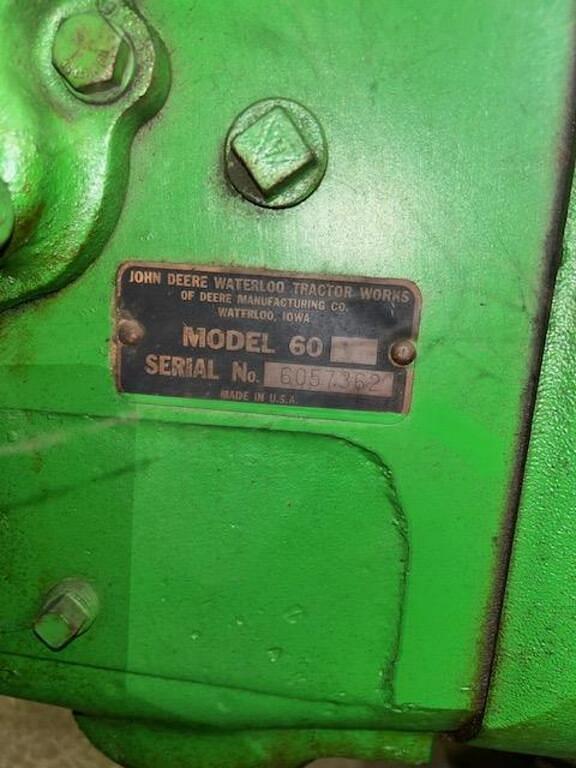 JOHN DEERE WATERLOO TRACTOR WORKS
OF DEERE MANUFACTURING CO.
WATERLOO, IOWA
MODEL 60
SERIAL No. 6057362
MADE IN U.S.A.